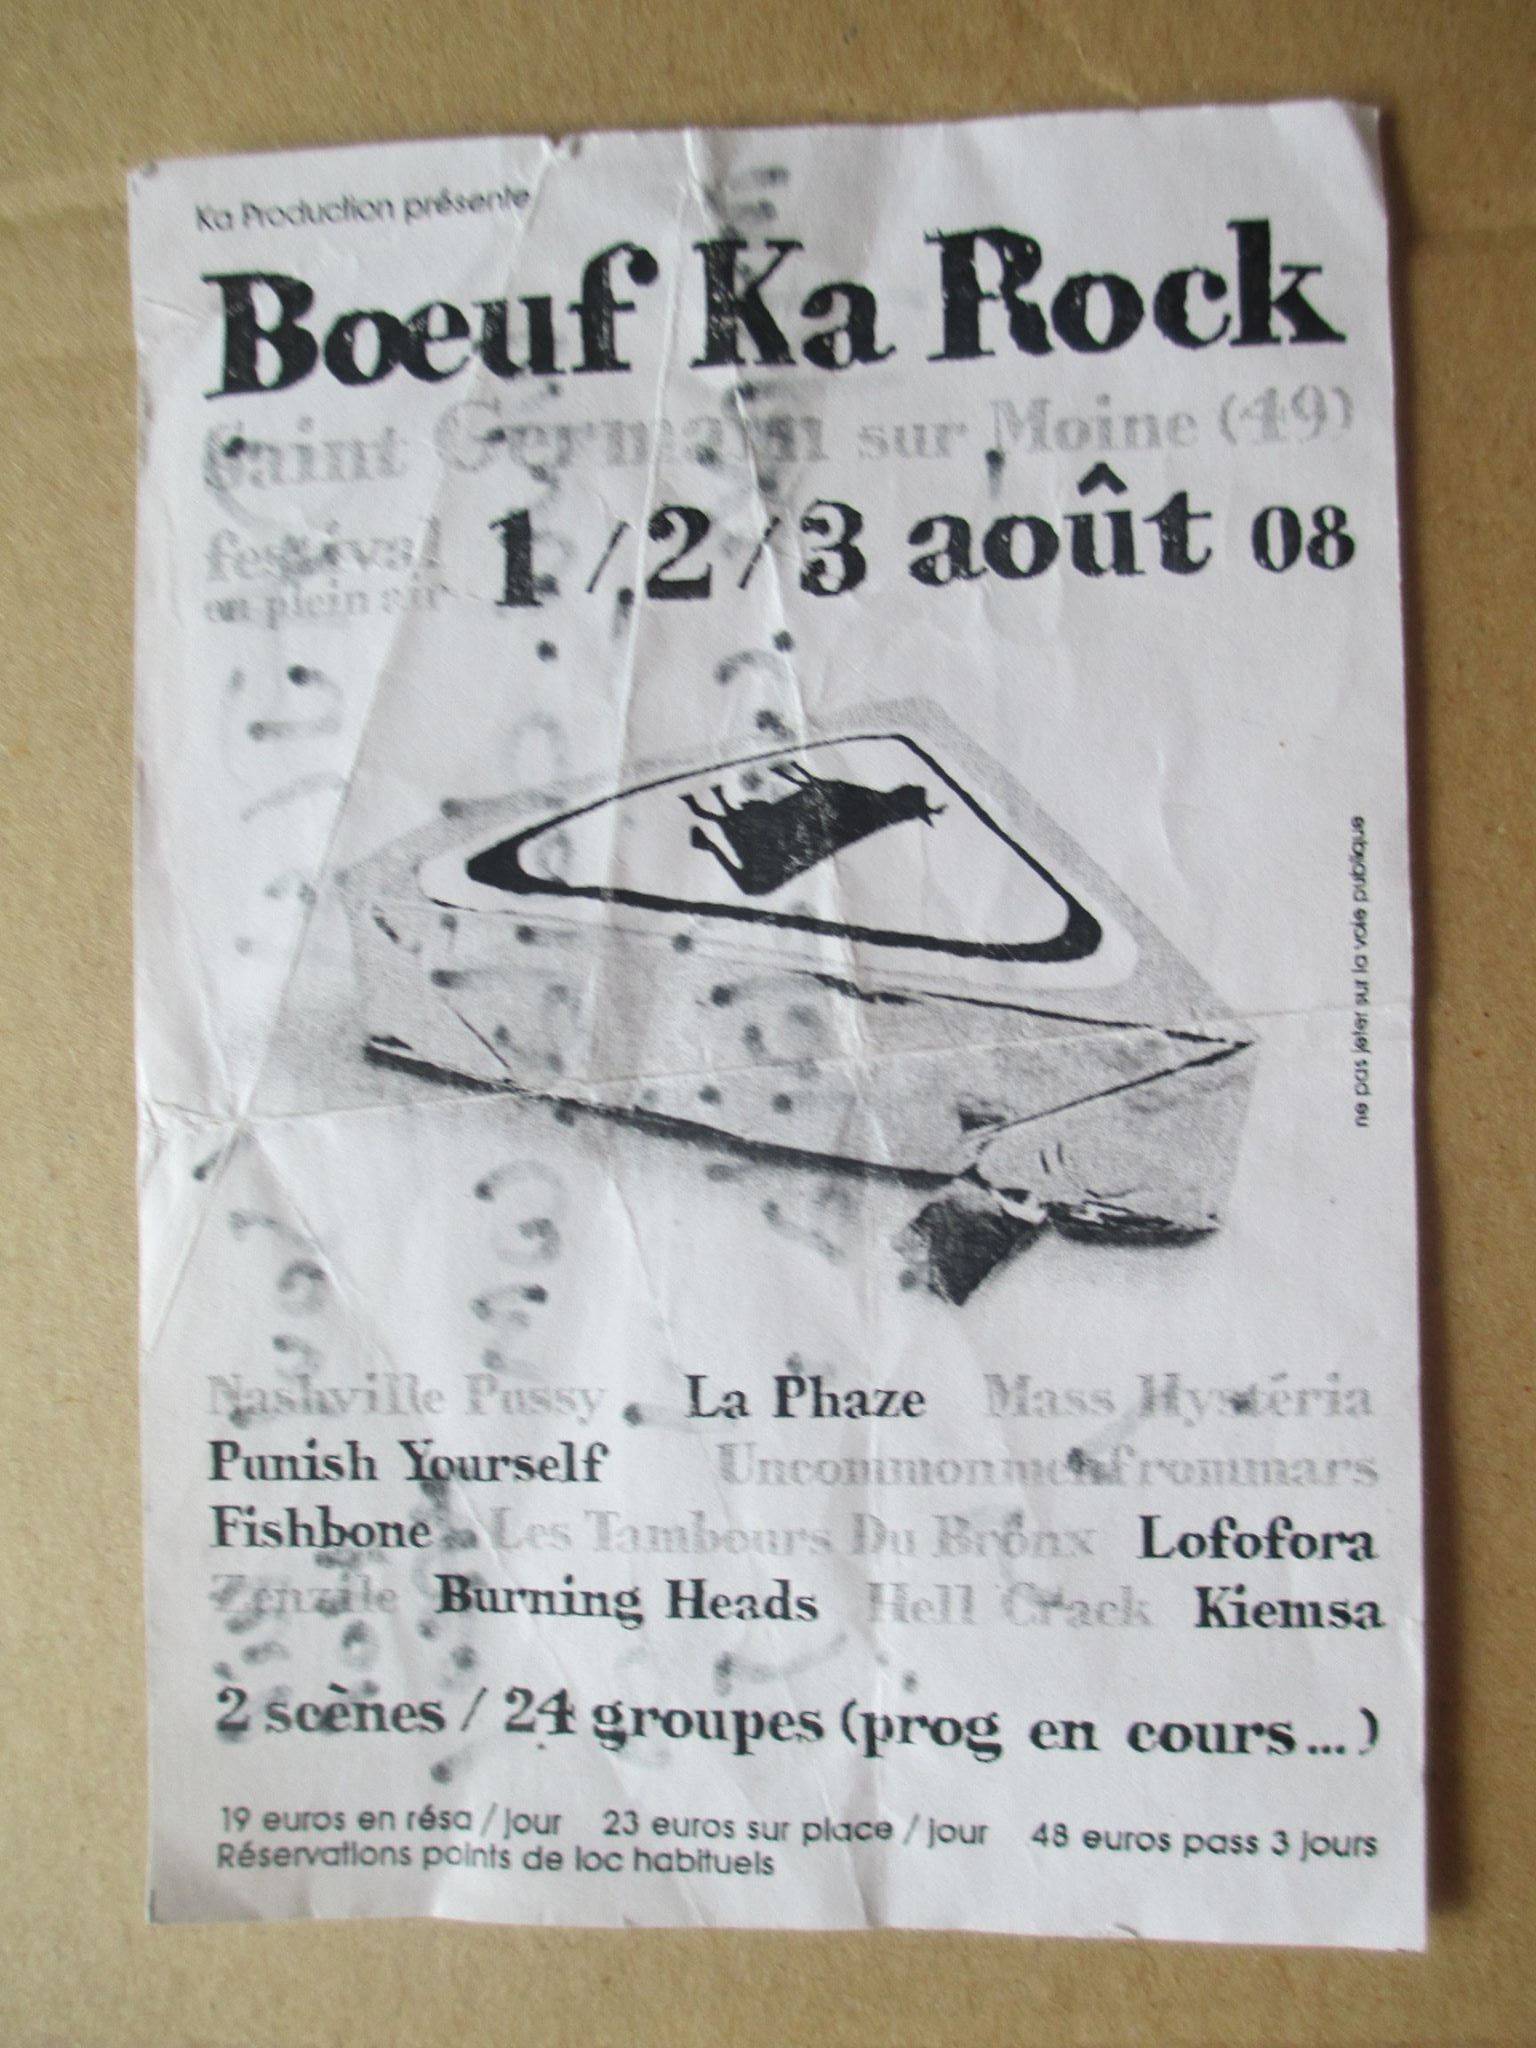 Ka Production présente
Bœuf Ka Rock
Saint Germain sur Moine (49)
festival
en plein air
1 / 2 / 3 août 08
ne pas jeter sur la voie publique
Nashville Pussy La Phaze Mass Hystéria
Punish Yourself Uncommonmenfrommars
Fishbone Les Tambours Du Bronx Lofofora
Zenzile Burning Heads Hell Crack Kiemsa
2 scènes / 24 groupes (prog en cours...)
19 euros en résa / jour 23 euros sur place / jour 48 euros pass 3 jours
Réservations points de loc habituels